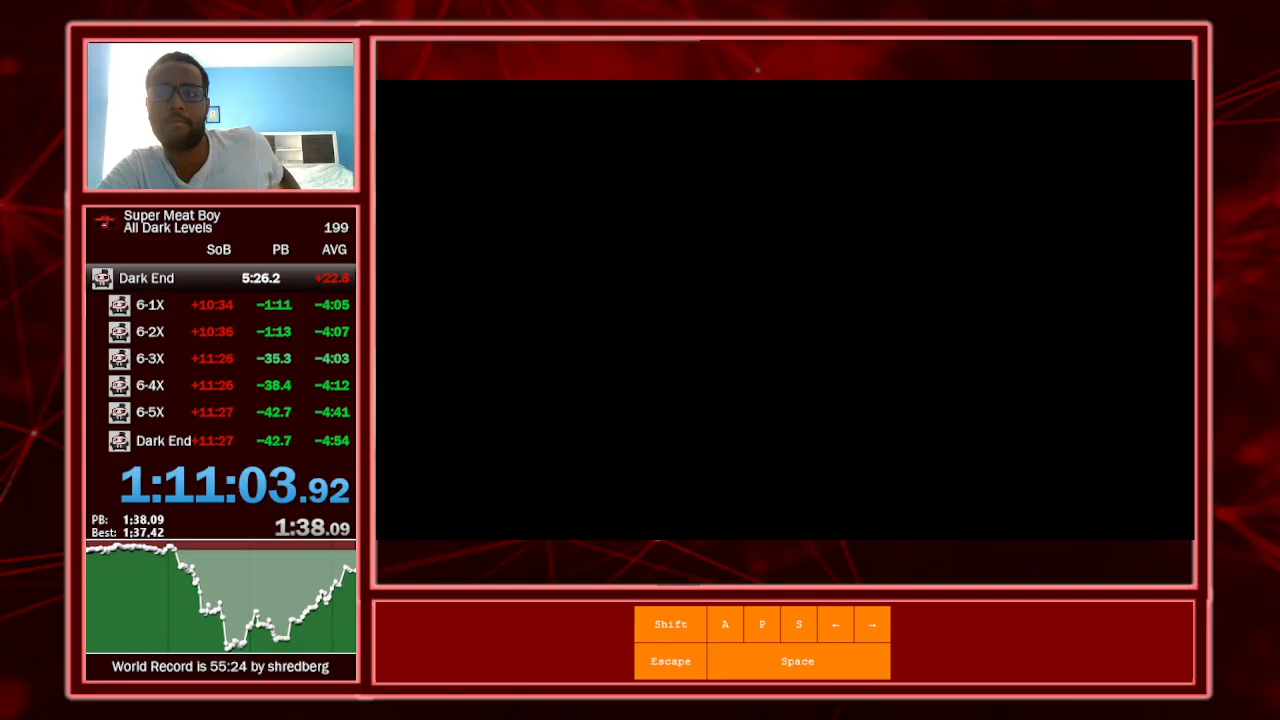 Super Meat Boy
All Dark Levels 199
SoB PB AVG
Dark End 5:26.2 +22.8
6-1X +10:34 −1:11 −4:05
6-2X +10:36 −1:13 −4:07
6-3X +11:26 −35.3 −4:03
6-4X +11:26 −38.4 −4:12
6-5X +11:27 −42.7 −4:41
Dark End +11:27 −42.7 −4:54
1:11:03.92
PB: 1:38.09
Best: 1:37.42
1:38.09
World Record is 55:24 by shredberg
Shift A P S ← →
Escape Space